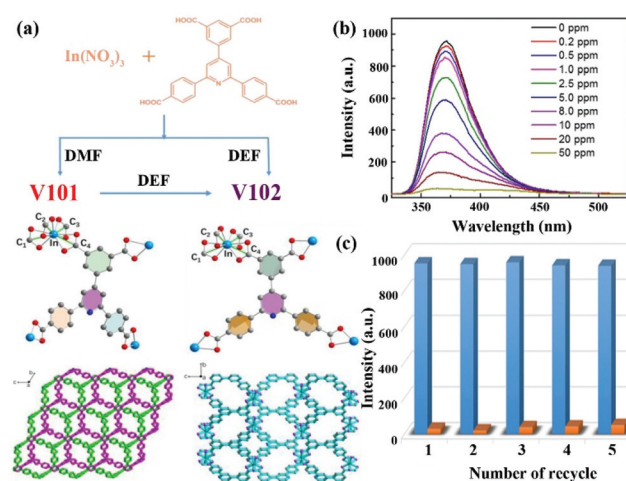 (a)
In(NO3)3 +
HOOC
COOH
N
HOOC
COOH
DMF
DEF
V101
DEF
V102
C2
C3
In
C1
C4
C2
C3
In
C1
C4
b
c
a
b
c
a
(b)
Intensity (a.u.)
1000
800
600
400
200
0
350
400
450
500
Wavelength (nm)
0 ppm
0.2 ppm
0.5 ppm
1.0 ppm
2.5 ppm
5.0 ppm
8.0 ppm
10 ppm
20 ppm
50 ppm
(c)
Intensity (a.u.)
1000
800
600
400
200
0
1
2
3
4
5
Number of recycle